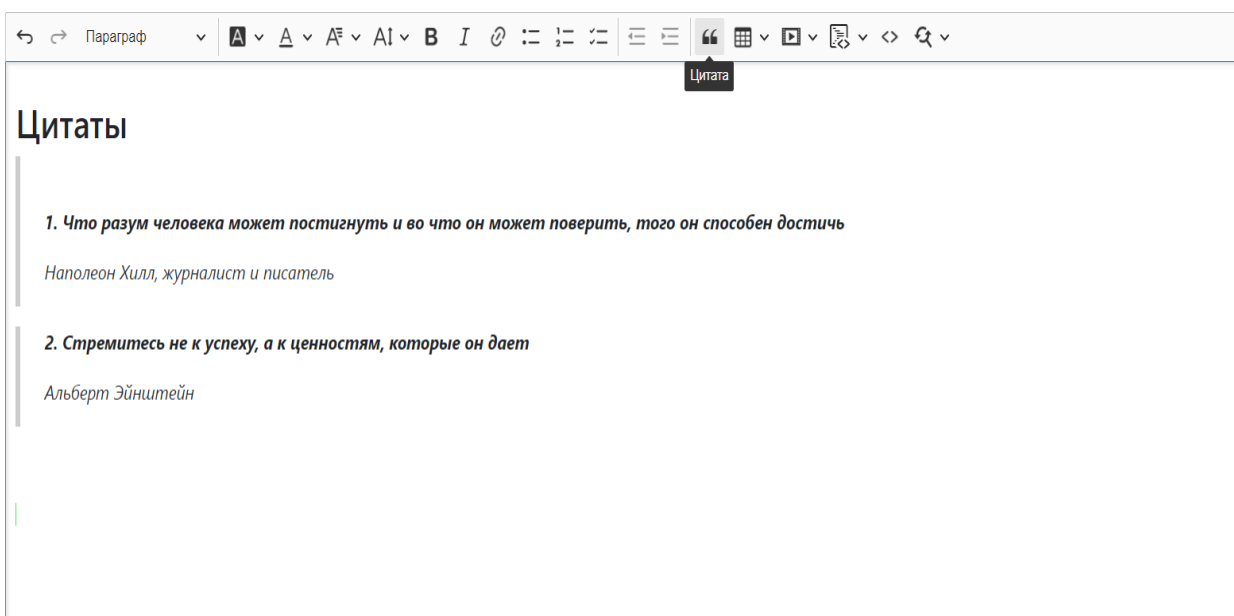 Параграф
Цитата
Цитаты
1. Что разум человека может постигнуть и во что он может поверить, того он способен достичь
Наполеон Хилл, журналист и писатель
2. Стремитесь не к успеху, а к ценностям, которые он дает
Альберт Эйнштейн